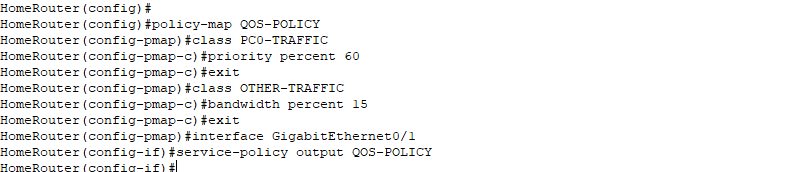 HomeRouter(config)#
HomeRouter(config)#policy-map QOS-POLICY
HomeRouter(config-pmap)#class PC0-TRAFFIC
HomeRouter(config-pmap-c)#priority percent 60
HomeRouter(config-pmap-c)#exit
HomeRouter(config-pmap)#class OTHER-TRAFFIC
HomeRouter(config-pmap-c)#bandwidth percent 15
HomeRouter(config-pmap-c)#exit
HomeRouter(config-pmap)#interface GigabitEthernet0/1
HomeRouter(config-if)#service-policy output QOS-POLICY
HomeRouter(config-if)#